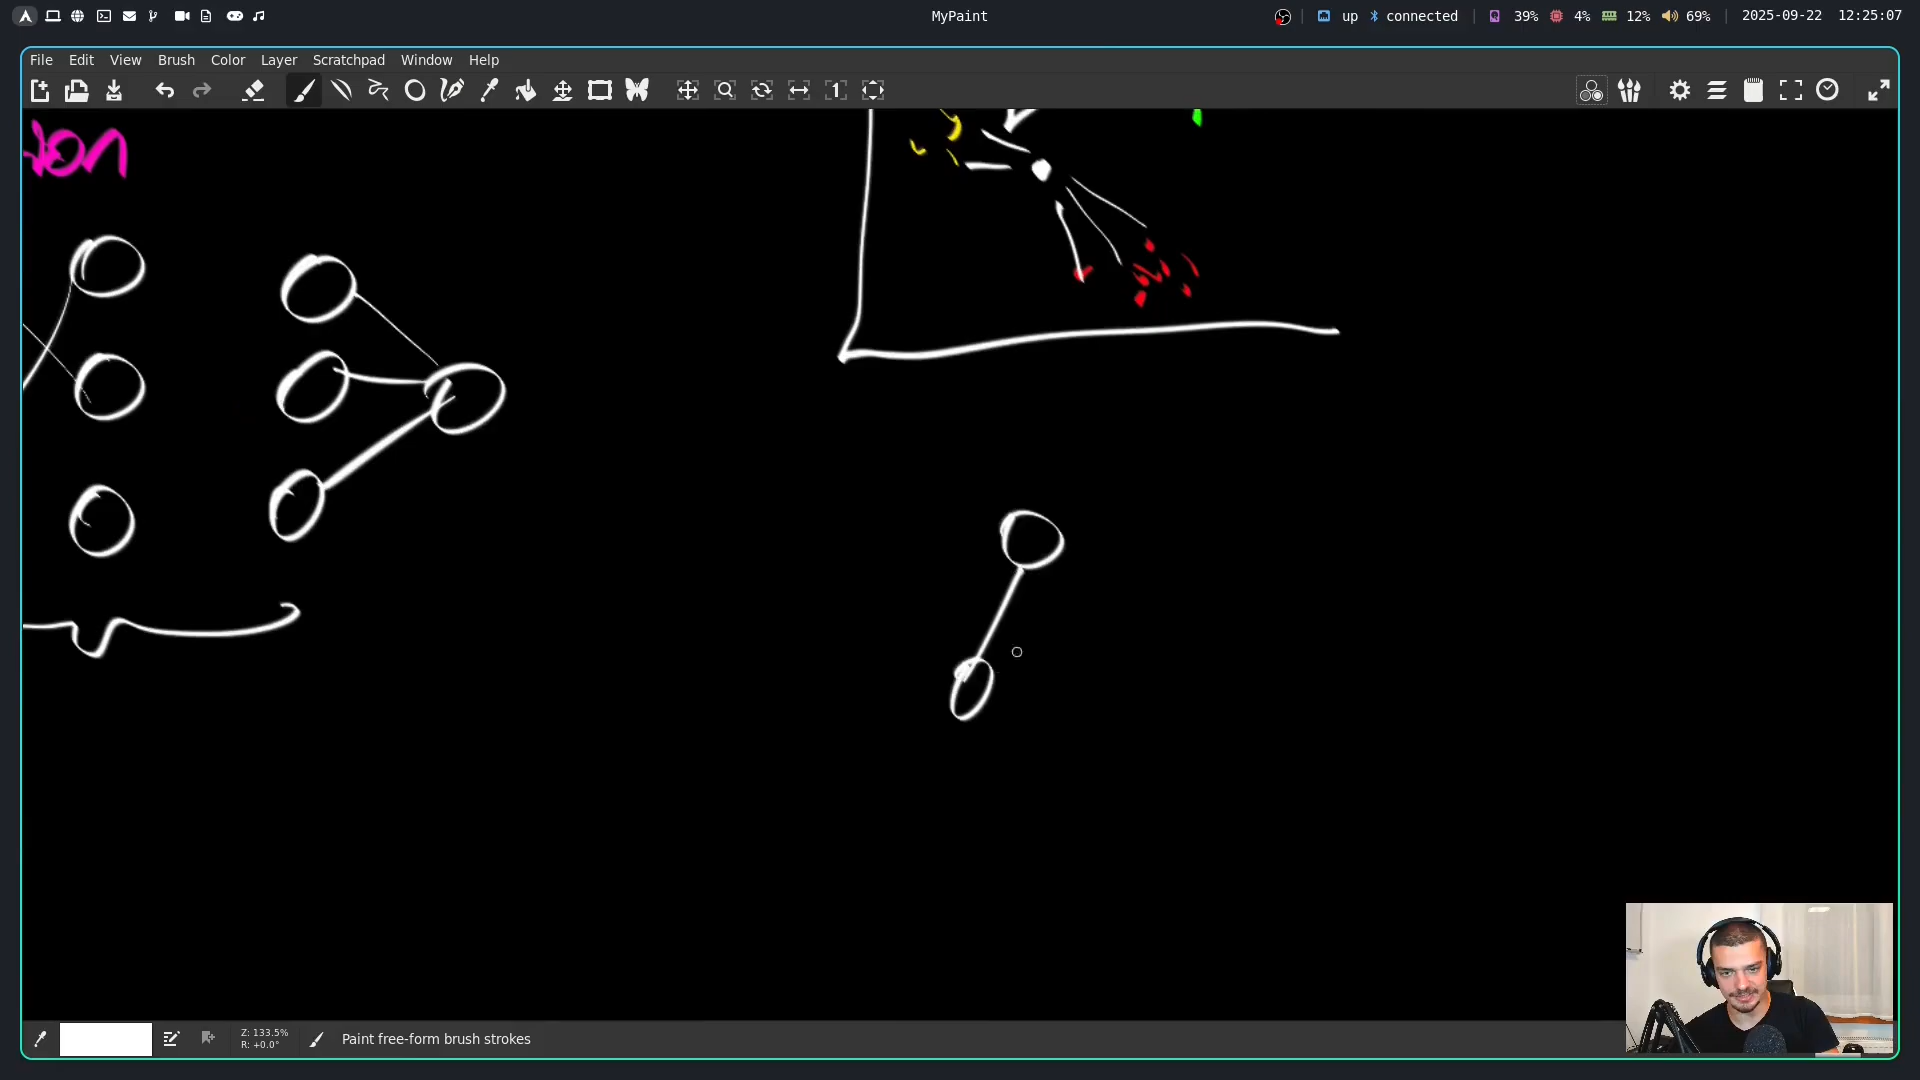 MyPaint
up
connected
39%
4%
12%
69%
2025-09-22 12:25:07
File Edit View Brush Color Layer Scratchpad Window Help
1
Z: 133.5%
R: +0.0°
Paint free-form brush strokes